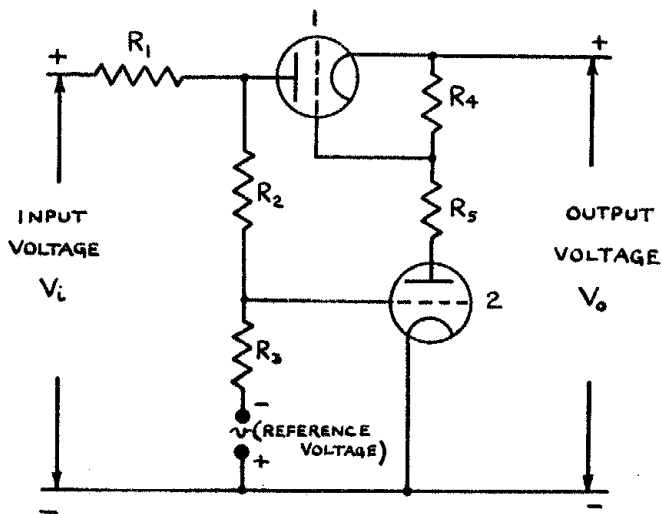 1
+
R1
+
R4
R2
R5
INPUT
VOLTAGE
Vi
OUTPUT
VOLTAGE
Vo
2
R3
-
v (REFERENCE
VOLTAGE)
+
-
-